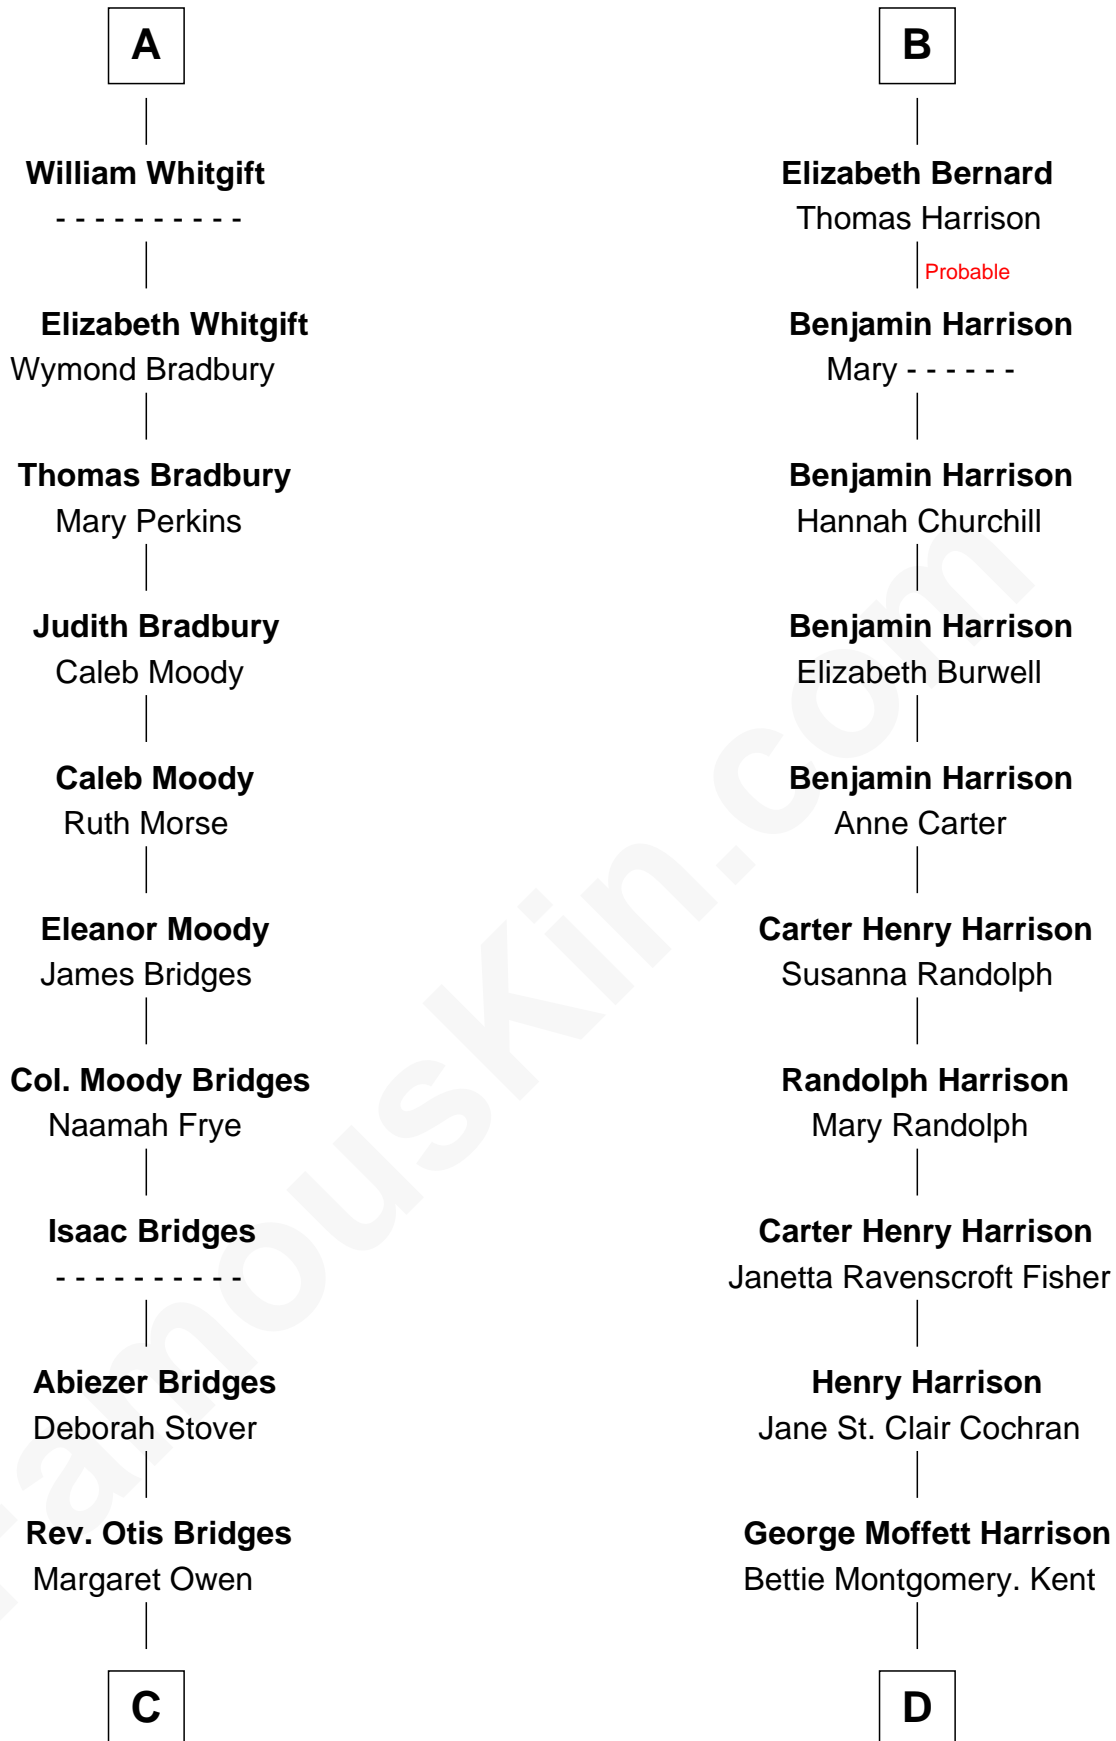 A
William Whitgift
- - - - - - - - - -
Elizabeth Whitgift
Wymond Bradbury
Thomas Bradbury
Mary Perkins
Judith Bradbury
Caleb Moody
Caleb Moody
Ruth Morse
Eleanor Moody
James Bridges
Col. Moody Bridges
Naamah Frye
Isaac Bridges
- - - - - - - - - -
Abiezer Bridges
Deborah Stover
Rev. Otis Bridges
Margaret Owen
C
B
Elizabeth Bernard
Thomas Harrison
Probable
Benjamin Harrison
Mary - - - - - -
Benjamin Harrison
Hannah Churchill
Benjamin Harrison
Elizabeth Burwell
Benjamin Harrison
Anne Carter
Carter Henry Harrison
Susanna Randolph
Randolph Harrison
Mary Randolph
Carter Henry Harrison
Janetta Ravenscroft Fisher
Henry Harrison
Jane St. Clair Cochran
George Moffett Harrison
Bettie Montgomery. Kent
D
FamousKin.com